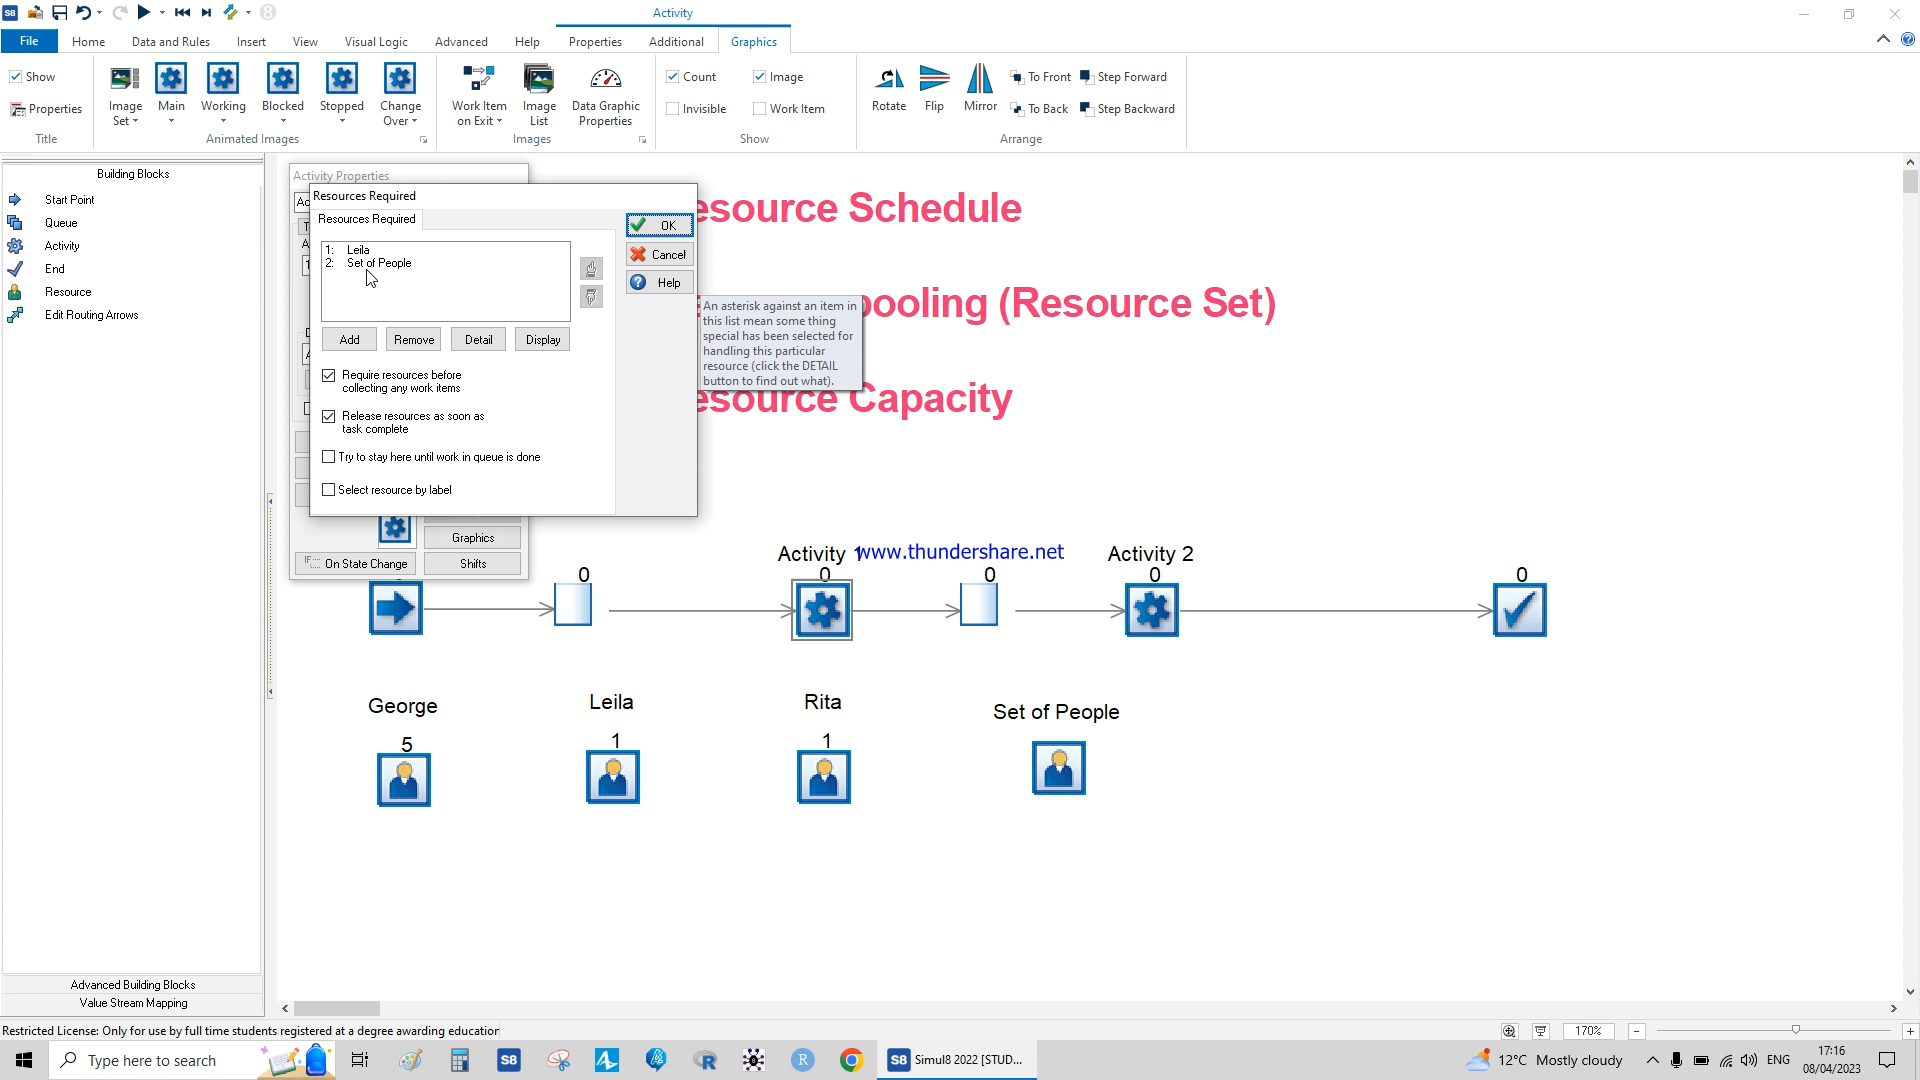 Activity
File
Home
Data and Rules
Insert
View
Visual Logic
Advanced
Help
Properties
Additional
Graphics
Show
Properties
Title
Image
Set
Main
Working
Blocked
Stopped
Change
Over
Animated Images
Work Item
on Exit
Image
List
Data Graphic
Properties
Images
Count
Image
Invisible
Work Item
Show
Rotate
Flip
Mirror
To Front
Step Forward
To Back
Step Backward
Arrange
Building Blocks
Start Point
Queue
Activity
End
Resource
Edit Routing Arrows
Advanced Building Blocks
Value Stream Mapping
Activity Properties
Resources Required
Resources Required
1: Leila
2: Set of People
OK
Cancel
Help
Add
Remove
Detail
Display
Require resources before
collecting any work items
Release resources as soon as
task complete
Try to stay here until work in queue is done
Select resource by label
An asterisk against an item in
this list mean some thing
special has been selected for
handling this particular
resource (click the DETAIL
button to find out what).
Graphics
On State Change
Shifts
esource Schedule
ooling (Resource Set)
esource Capacity
Activity 1
www.thundershare.net
Activity 2
0
0
0
0
0
George
Leila
Rita
Set of People
5
1
1
Restricted License: Only for use by full time students registered at a degree awarding education
170%
Type here to search
S8
S8 Simul8 2022 [STUD...
12°C Mostly cloudy
ENG
17:16
08/04/2023